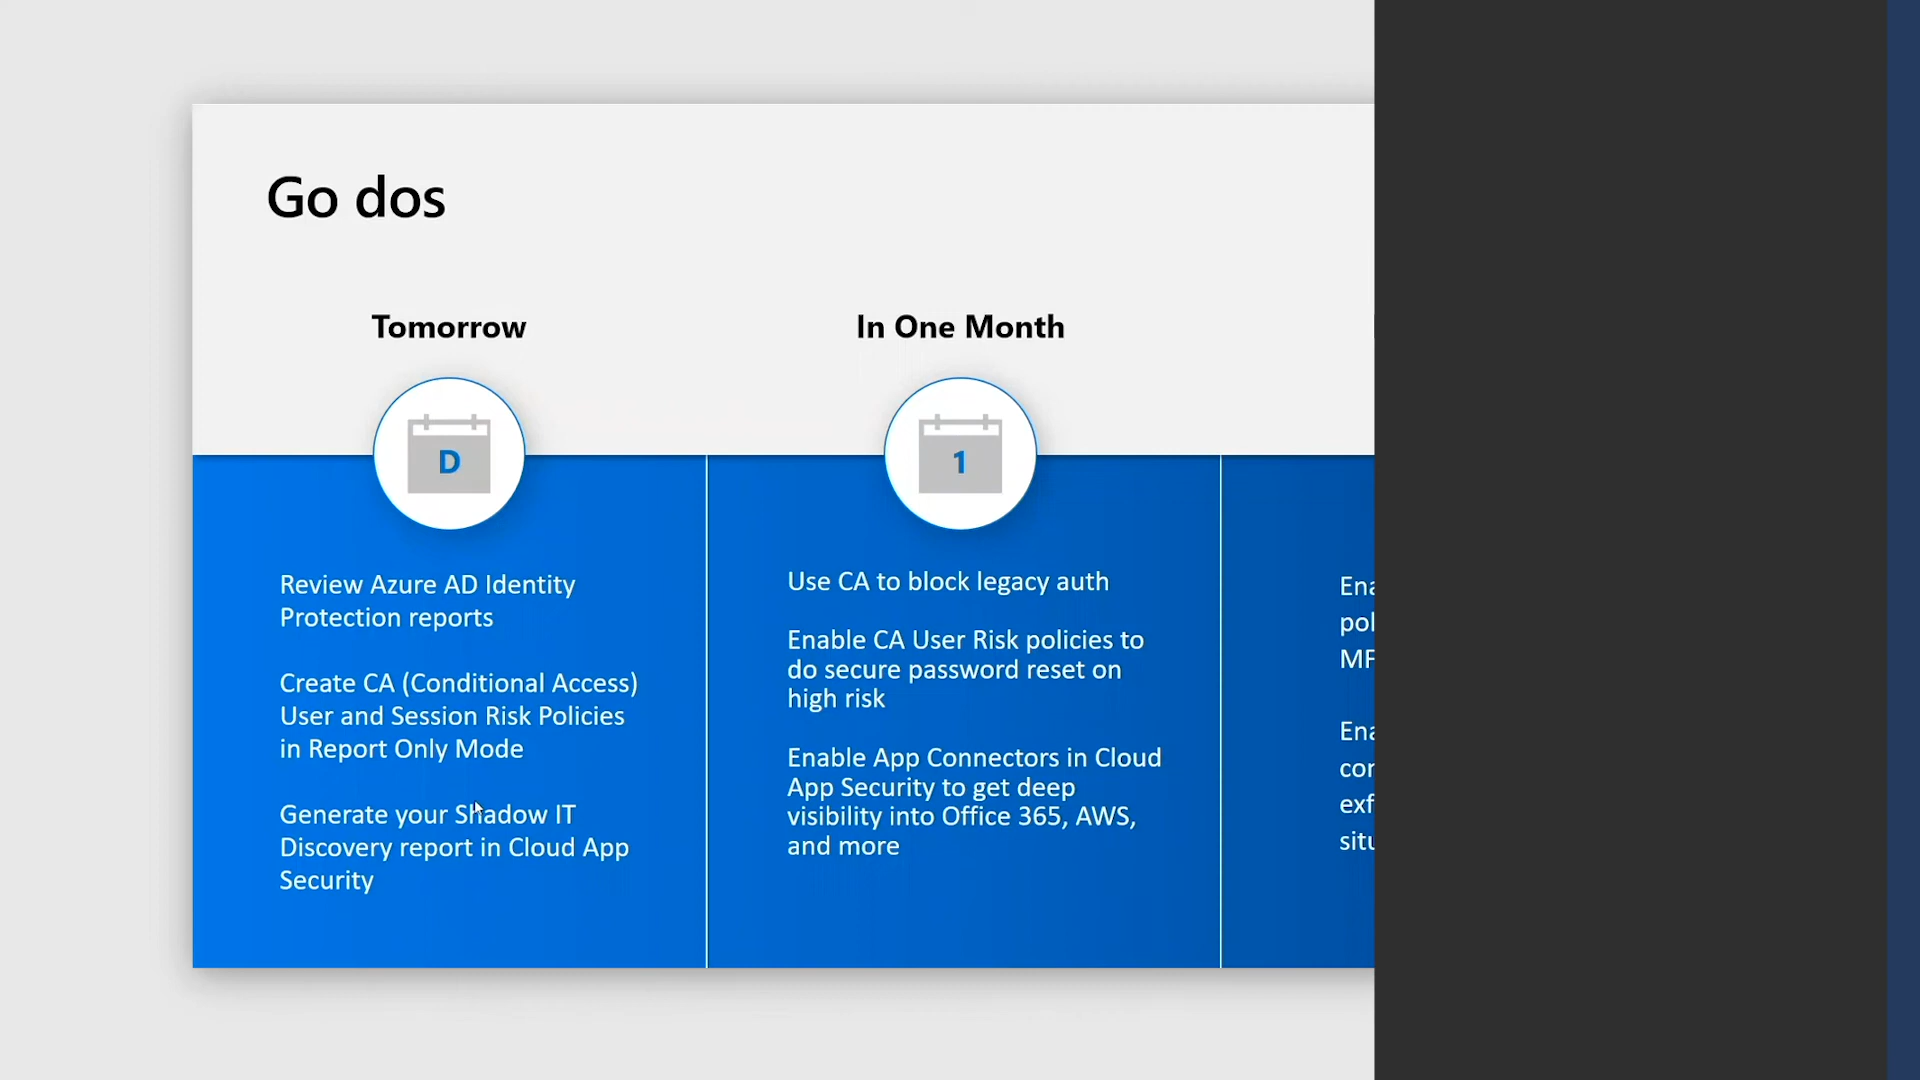 Go dos
Tomorrow
D
Review Azure AD Identity
Protection reports
Create CA (Conditional Access)
User and Session Risk Policies
in Report Only Mode
Generate your Shadow IT
Discovery report in Cloud App
Security
In One Month
1
Use CA to block legacy auth
Enable CA User Risk policies to
do secure password reset on
high risk
Enable App Connectors in Cloud
App Security to get deep
visibility into Office 365, AWS,
and more